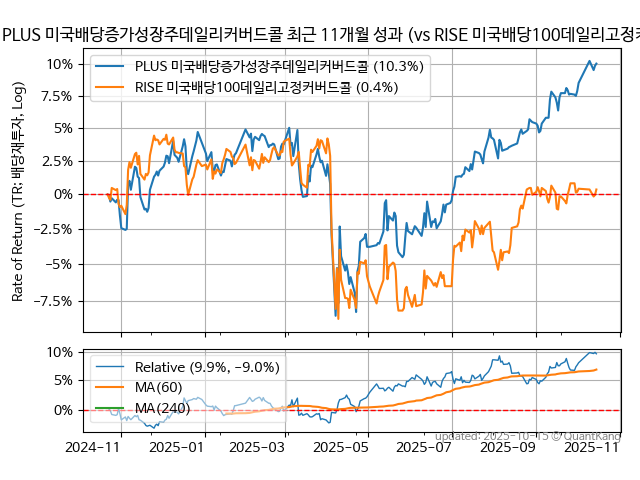 PLUS 미국배당증가성장주데일리커버드콜 최근 11개월 성과 (vs RISE 미국배당100데일리고정커
10%
7.5%
5%
2.5%
0%
−2.5%
−5%
−7.5%
Rate of Return (TR: 배당재투자, Log)
PLUS 미국배당증가성장주데일리커버드콜 (10.3%)
RISE 미국배당100데일리고정커버드콜 (0.4%)
10%
5%
0%
Relative (9.9%, −9.0%)
MA(60)
MA(240)
2024−11
2025−01
2025−03
2025−05
2025−07
2025−09
2025−11
updated: 2025−10−15 © QuantKang